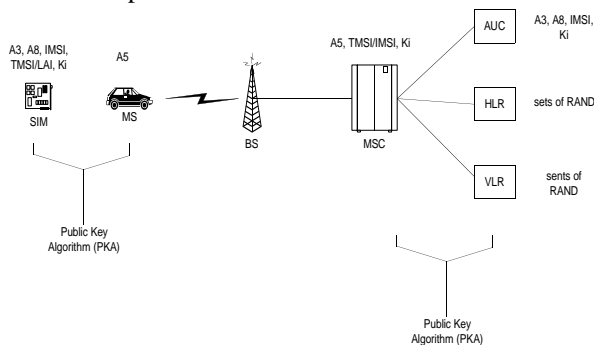 A3, A8, IMSI,
TMSI/LAI, Ki
SIM
A5
MS
BS
A5, TMSI/IMSI, Ki
MSC
AUC
A3, A8, IMSI,
Ki
HLR
sets of RAND
VLR
sents of
RAND
Public Key
Algorithm (PKA)
Public Key
Algorithm (PKA)